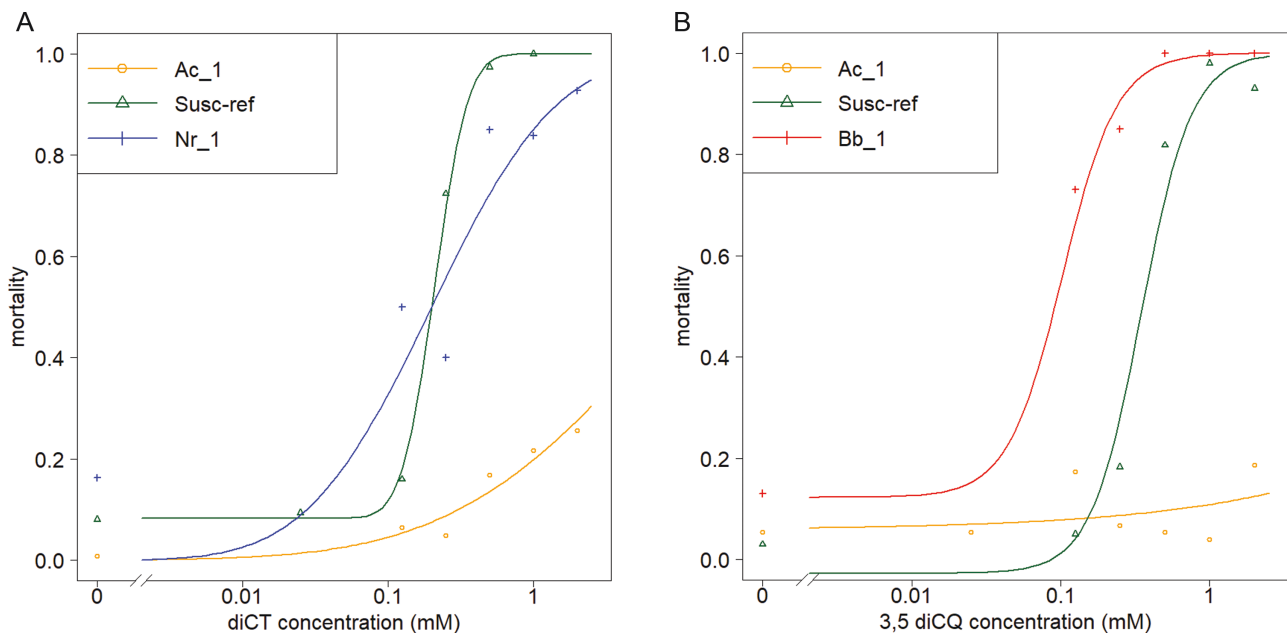 A
Ac_1
Susc-ref
Nr_1
1.0
0.8
0.6
0.4
0.2
0.0
mortality
0
0.01
0.1
1
diCT concentration (mM)
B
Ac_1
Susc-ref
Bb_1
1.0
0.8
0.6
0.4
0.2
0.0
mortality
0
0.01
0.1
1
3,5 diCQ concentration (mM)